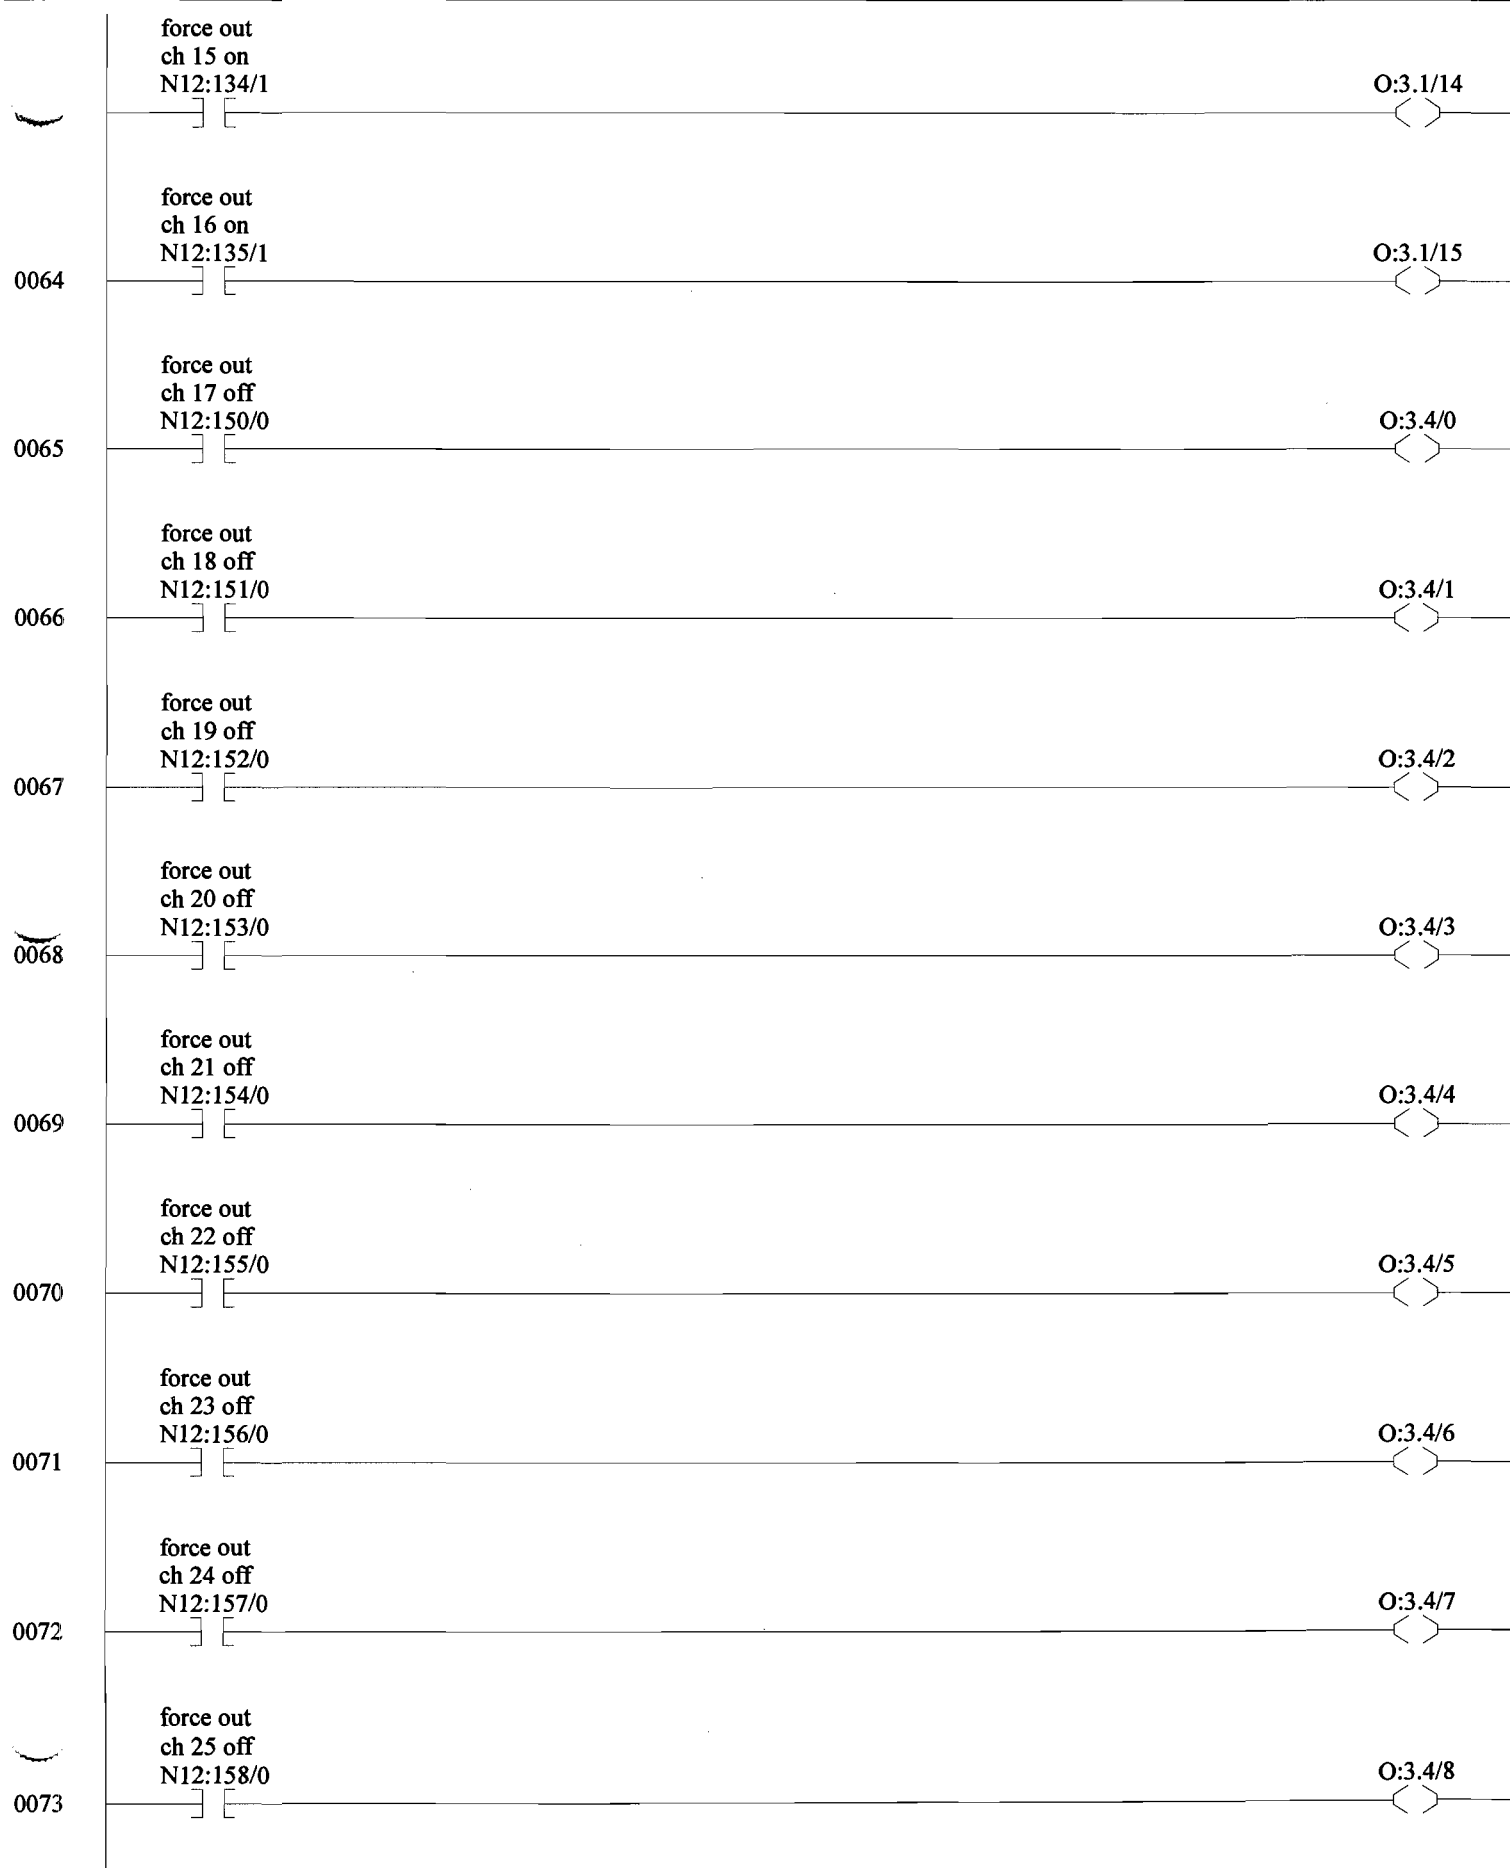 force out
ch 15 on
N12:134/1
O:3.1/14
force out
ch 16 on
N12:135/1
O:3.1/15
0064
force out
ch 17 off
N12:150/0
O:3.4/0
0065
force out
ch 18 off
N12:151/0
O:3.4/1
0066
force out
ch 19 off
N12:152/0
O:3.4/2
0067
force out
ch 20 off
N12:153/0
O:3.4/3
0068
force out
ch 21 off
N12:154/0
O:3.4/4
0069
force out
ch 22 off
N12:155/0
O:3.4/5
0070
force out
ch 23 off
N12:156/0
O:3.4/6
0071
force out
ch 24 off
N12:157/0
O:3.4/7
0072
force out
ch 25 off
N12:158/0
O:3.4/8
0073